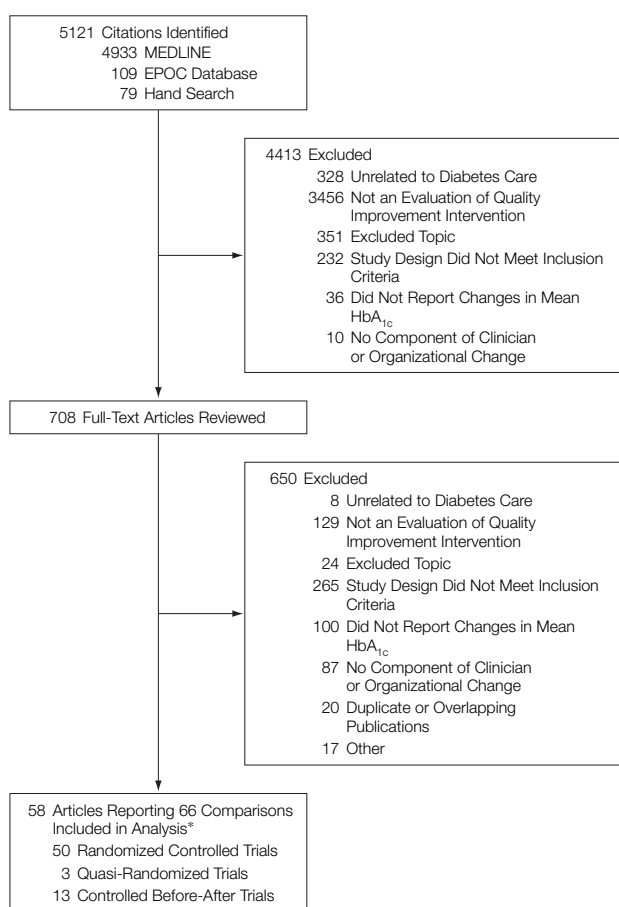 5121 Citations Identified
4933 MEDLINE
109 EPOC Database
79 Hand Search
4413 Excluded
328 Unrelated to Diabetes Care
3456 Not an Evaluation of Quality
Improvement Intervention
351 Excluded Topic
232 Study Design Did Not Meet Inclusion
Criteria
36 Did Not Report Changes in Mean
HbA1c
10 No Component of Clinician
or Organizational Change
708 Full-Text Articles Reviewed
650 Excluded
8 Unrelated to Diabetes Care
129 Not an Evaluation of Quality
Improvement Intervention
24 Excluded Topic
265 Study Design Did Not Meet Inclusion
Criteria
100 Did Not Report Changes in Mean
HbA1c
87 No Component of Clinician
or Organizational Change
20 Duplicate or Overlapping
Publications
17 Other
58 Articles Reporting 66 Comparisons
Included in Analysis*
50 Randomized Controlled Trials
3 Quasi-Randomized Trials
13 Controlled Before-After Trials